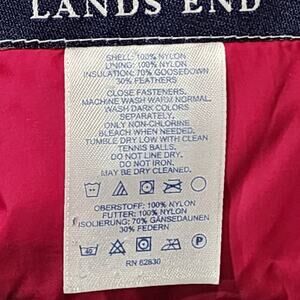 LANDS' END
SHELL: 100% NYLON
LINING: 100% NYLON
INSULATION: 70% GOOSEDOWN
30% FEATHERS
CLOSE FASTENERS.
MACHINE WASH WARM NORMAL.
WASH DARK COLORS
SEPARATELY.
ONLY NON-CHLORINE
BLEACH WHEN NEEDED.
TUMBLE DRY LOW WITH CLEAN
TENNIS BALLS.
DO NOT LINE DRY.
DO NOT IRON.
MAY BE DRY CLEANED.
OBERSTOFF: 100% NYLON
FUTTER: 100% NYLON
ISOLIERUNG: 70% GÄNSEDAUNEN
30% FEDERN
40
P
RN 62830